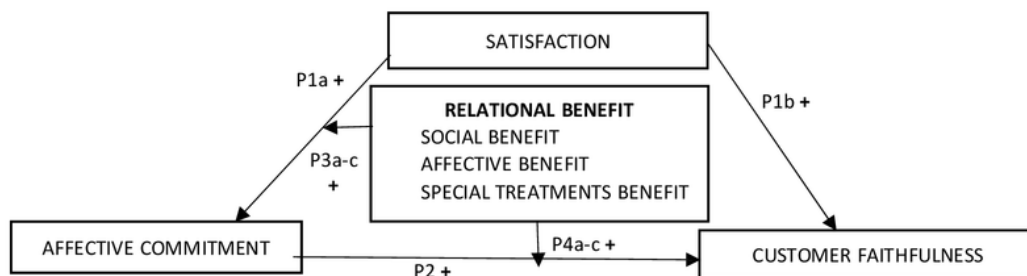 SATISFACTION
P1a +
P1b +
RELATIONAL BENEFIT
SOCIAL BENEFIT
AFFECTIVE BENEFIT
SPECIAL TREATMENTS BENEFIT
P3a-c
+
AFFECTIVE COMMITMENT
P4a-c +
P2 +
CUSTOMER FAITHFULNESS